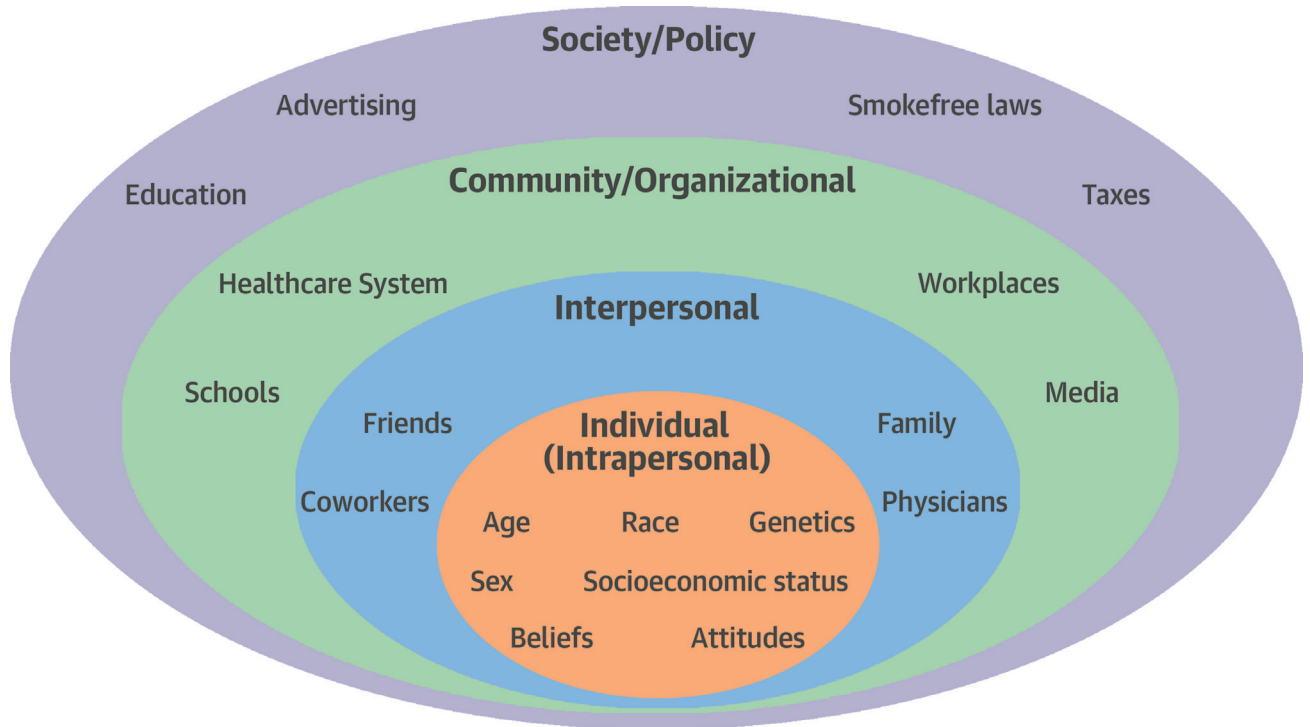 Society/Policy
Advertising
Smokefree laws
Education
Taxes
Community/Organizational
Healthcare System
Workplaces
Schools
Media
Interpersonal
Friends
Family
Coworkers
Physicians
Individual
(Intrapersonal)
Age Race Genetics
Sex Socioeconomic status
Beliefs Attitudes